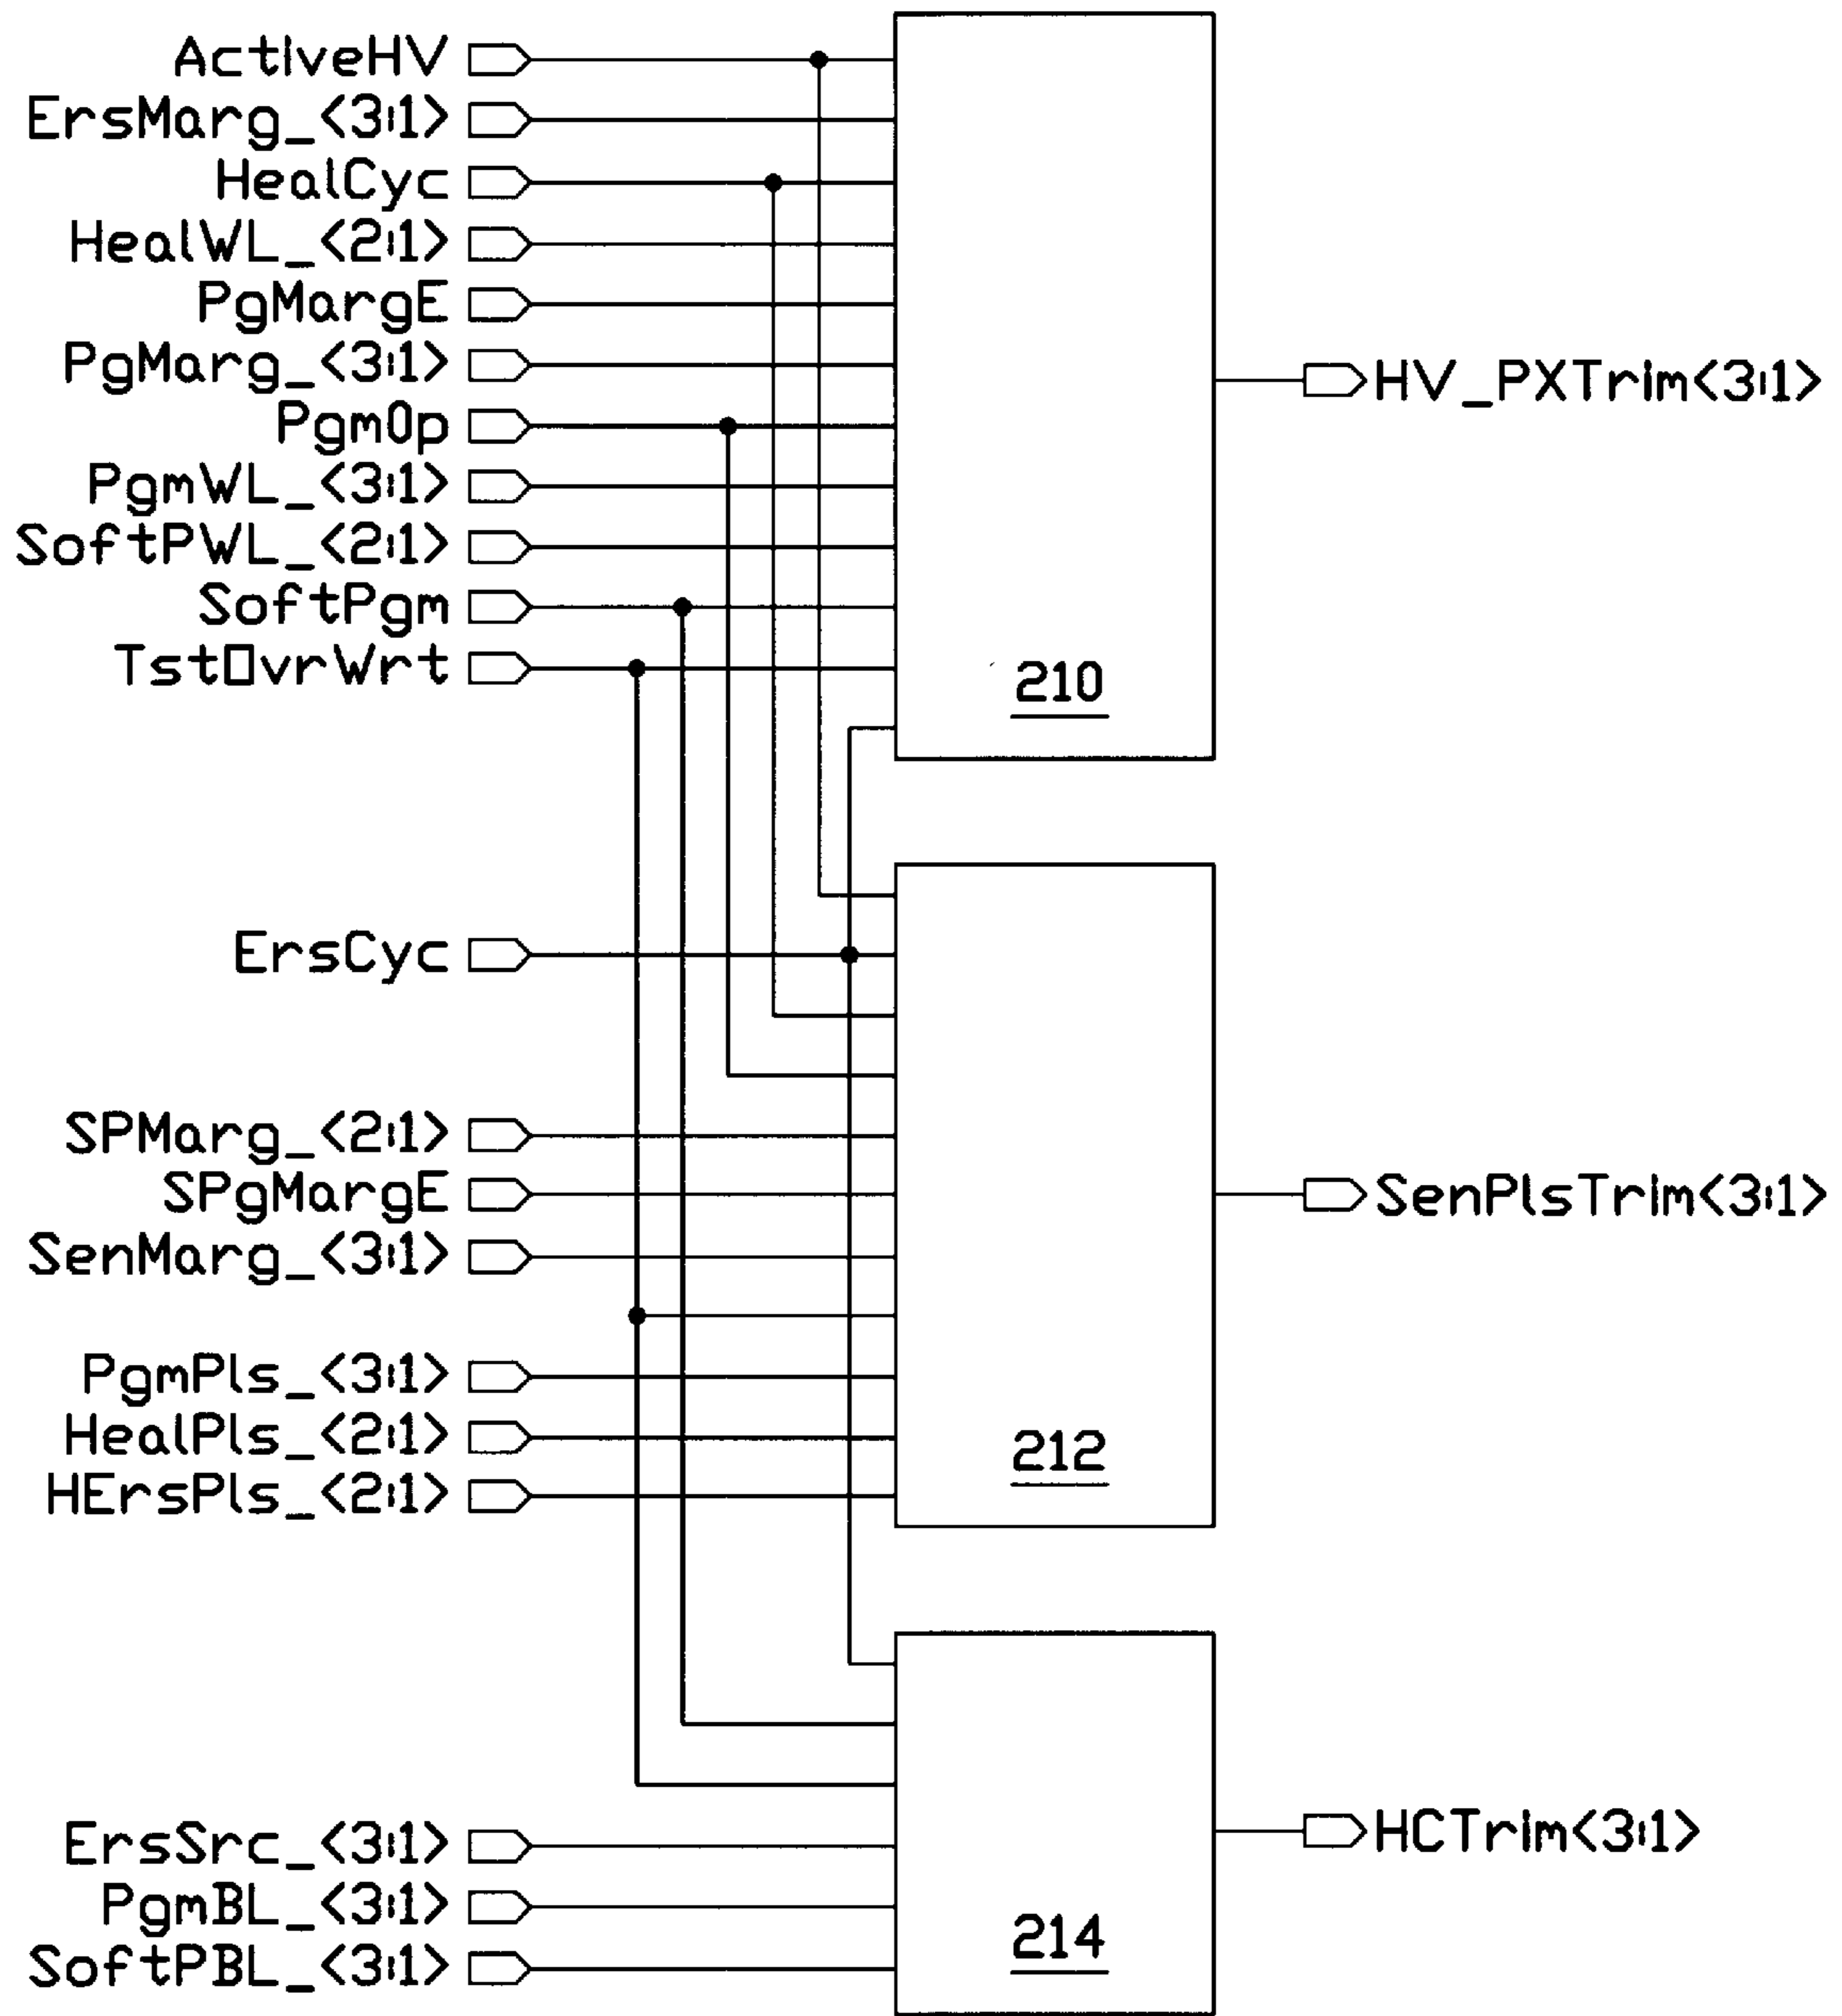 ActiveHV
ErsMarg_<3:1>
HealCyc
HealWL_<2:1>
PgMargE
PgMarg_<3:1>
HV_PXTrim<3:1>
PgmOp
PgmWL_<3:1>
SoftPWL_<2:1>
SoftPgm
TstOvrWrt
210
ErsCyc
SPMarg_<2:1>
SPgMargE
SenPlsTrim<3:1>
SenMarg_<3:1>
PgmPls_<3:1>
HealPls_<2:1>
212
HErsPls_<2:1>
ErsSrc_<3:1>
HCTrim<3:1>
PgmBL_<3:1>
214
SoftPBL_<3:1>